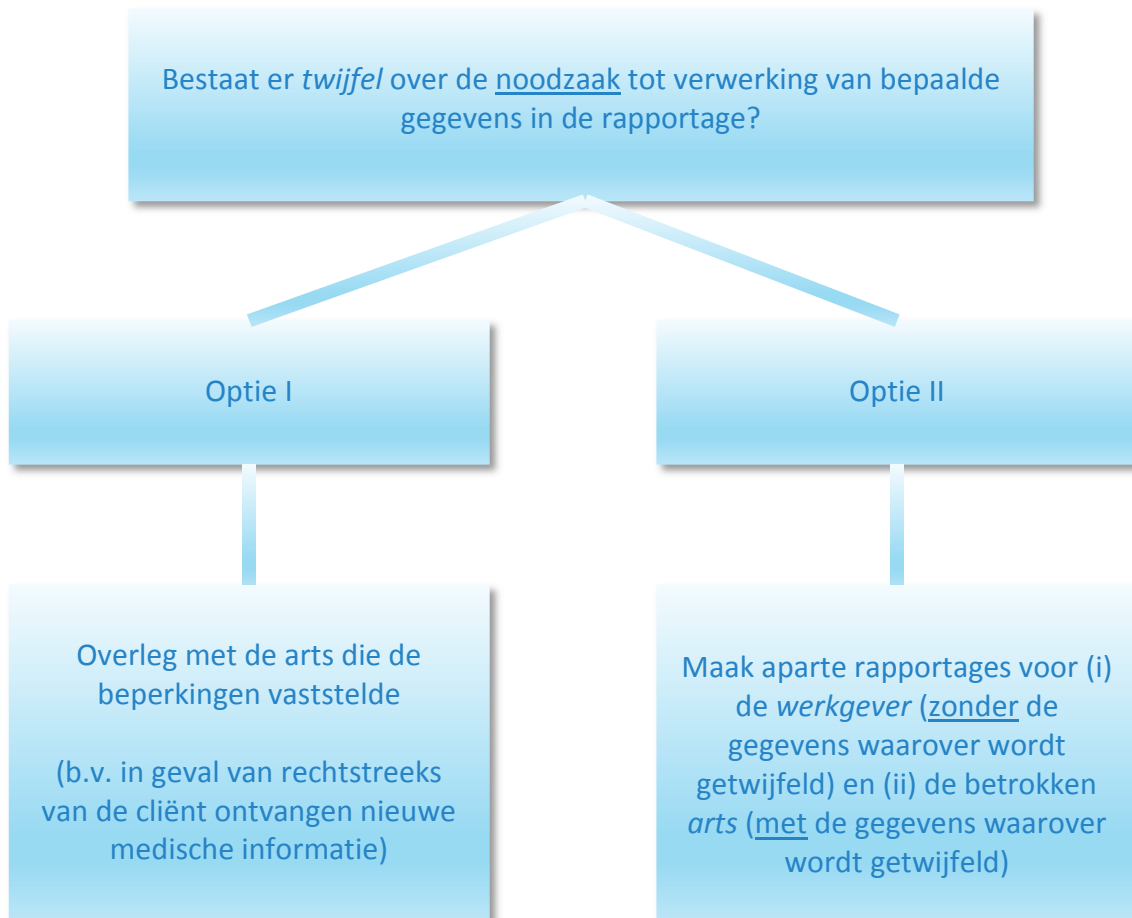 Bestaat er twijfel over de noodzaak tot verwerking van bepaalde
gegevens in de rapportage?
Optie I
Optie II
Overleg met de arts die de
beperkingen vaststelde
(b.v. in geval van rechtstreeks
van de cliënt ontvangen nieuwe
medische informatie)
Maak aparte rapportages voor (i)
de werkgever (zonder de
gegevens waarover wordt
getwijfeld) en (ii) de betrokken
arts (met de gegevens waarover
wordt getwijfeld)